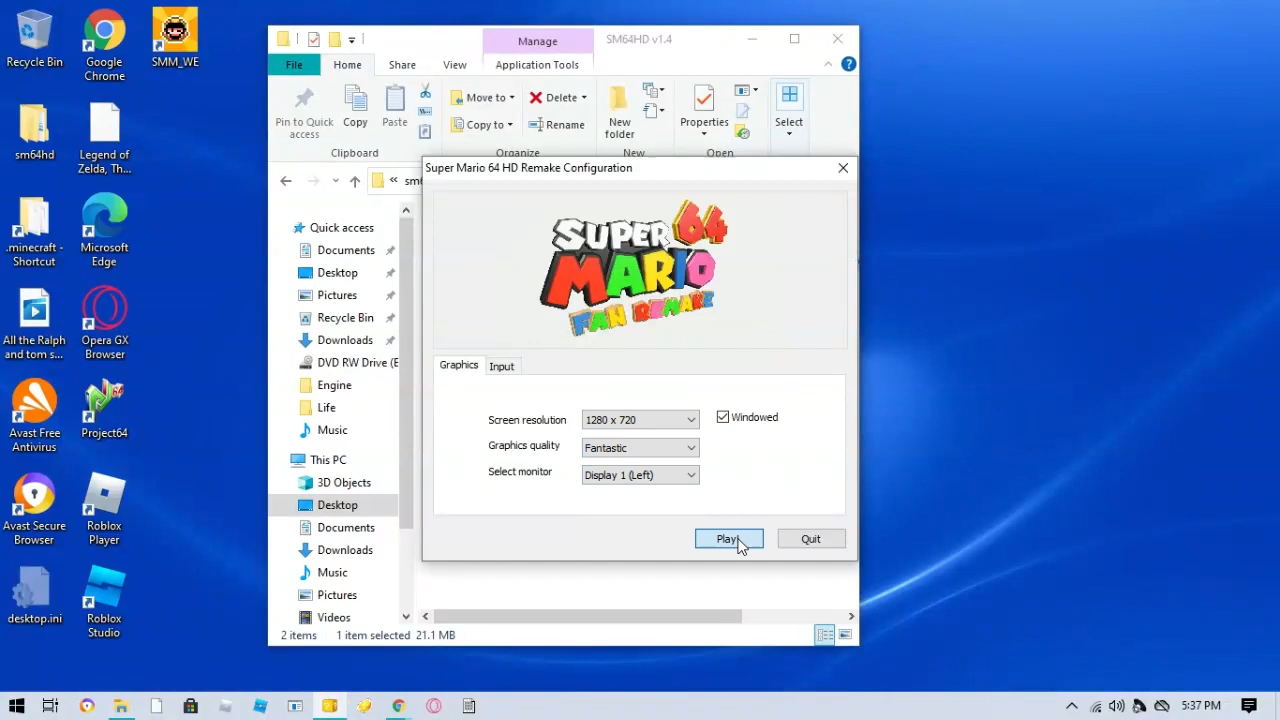 Recycle Bin
Google
Chrome
SMM_WE
sm64hd
Legend of
Zelda, Th...
.minecraft -
Shortcut
Microsoft
Edge
All the Ralph
and tom s...
Opera GX
Browser
Avast Free
Antivirus
Project64
Avast Secure
Browser
Roblox
Player
desktop.ini
Roblox
Studio
Manage
SM64HD v1.4
File
Home
Share
View
Application Tools
Pin to Quick
access
Copy
Paste
Move to
Copy to
Delete
Rename
New
folder
Properties
Select
Clipboard
Organize
New
Open
« sm6
Quick access
Documents
Desktop
Pictures
Recycle Bin
Downloads
DVD RW Drive (E
Engine
Life
Music
This PC
3D Objects
Desktop
Documents
Downloads
Music
Pictures
Videos
2 items
1 item selected 21.1 MB
Super Mario 64 HD Remake Configuration
SUPER 64
MARIO
FAN REMAKE
Graphics
Input
Screen resolution
1280 x 720
Windowed
Graphics quality
Fantastic
Select monitor
Display 1 (Left)
Play!
Quit
5:37 PM